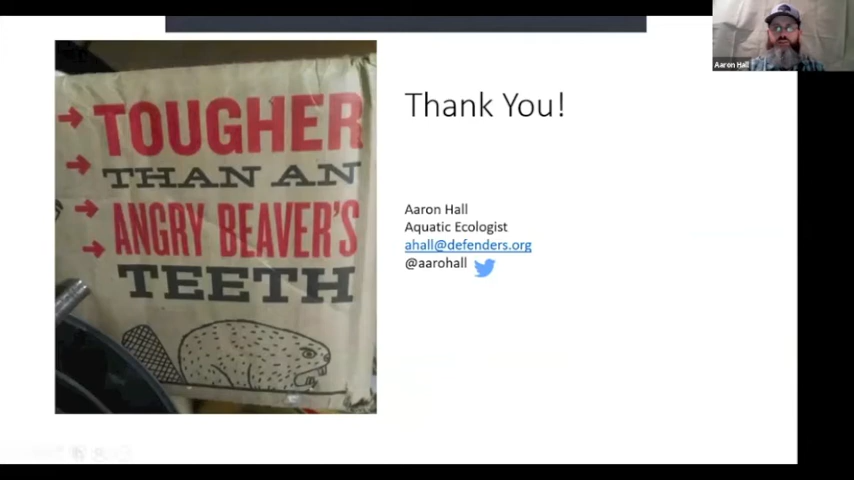 TOUGHER
THAN AN
ANGRY BEAVER'S
TEETH
Thank You!
Aaron Hall
Aquatic Ecologist
ahall@defenders.org
@aarohall
Aaron Hall